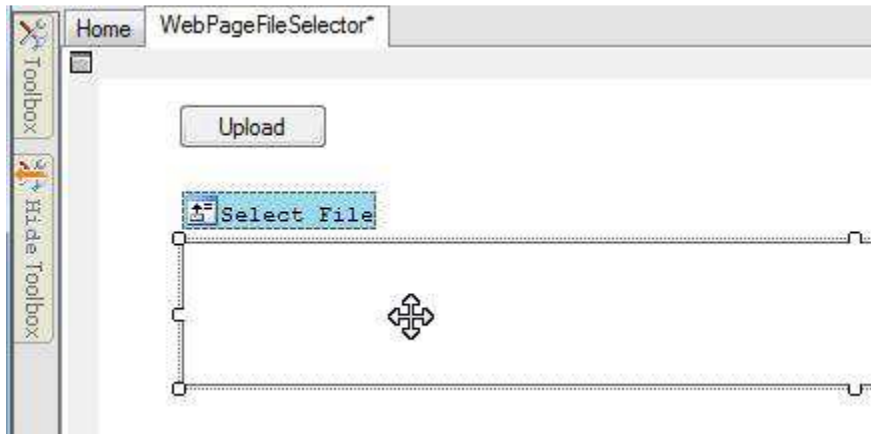 Home
WebPageFileSelector*
Toolbox
Hide Toolbox
Upload
Select File